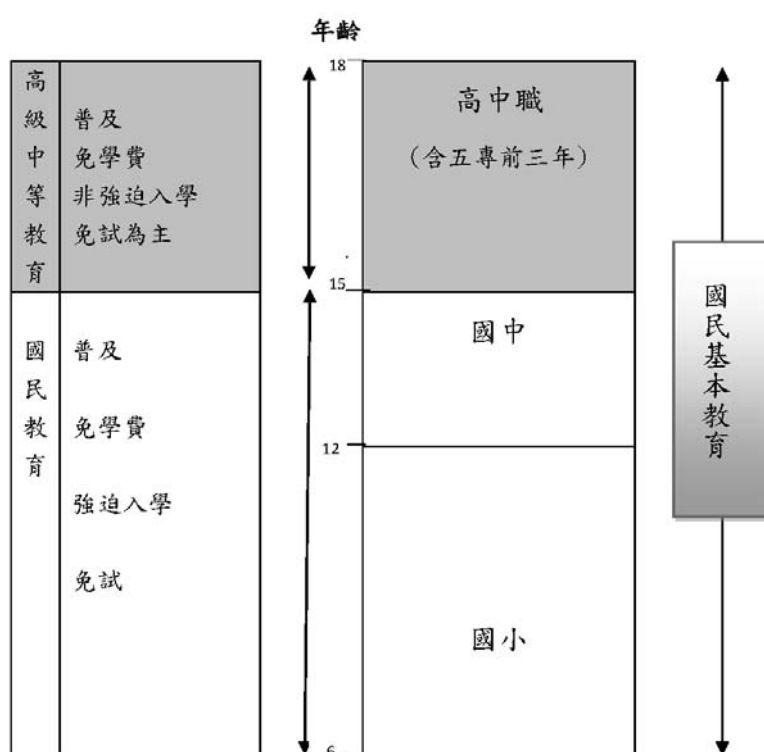 年齡
高級中等教育
普及
免學費
非強迫入學
免試為主
18
高中職
(含五專前三年)
15
國民教育
普及
免學費
強迫入學
免試
國中
12
國小
6
國民基本教育